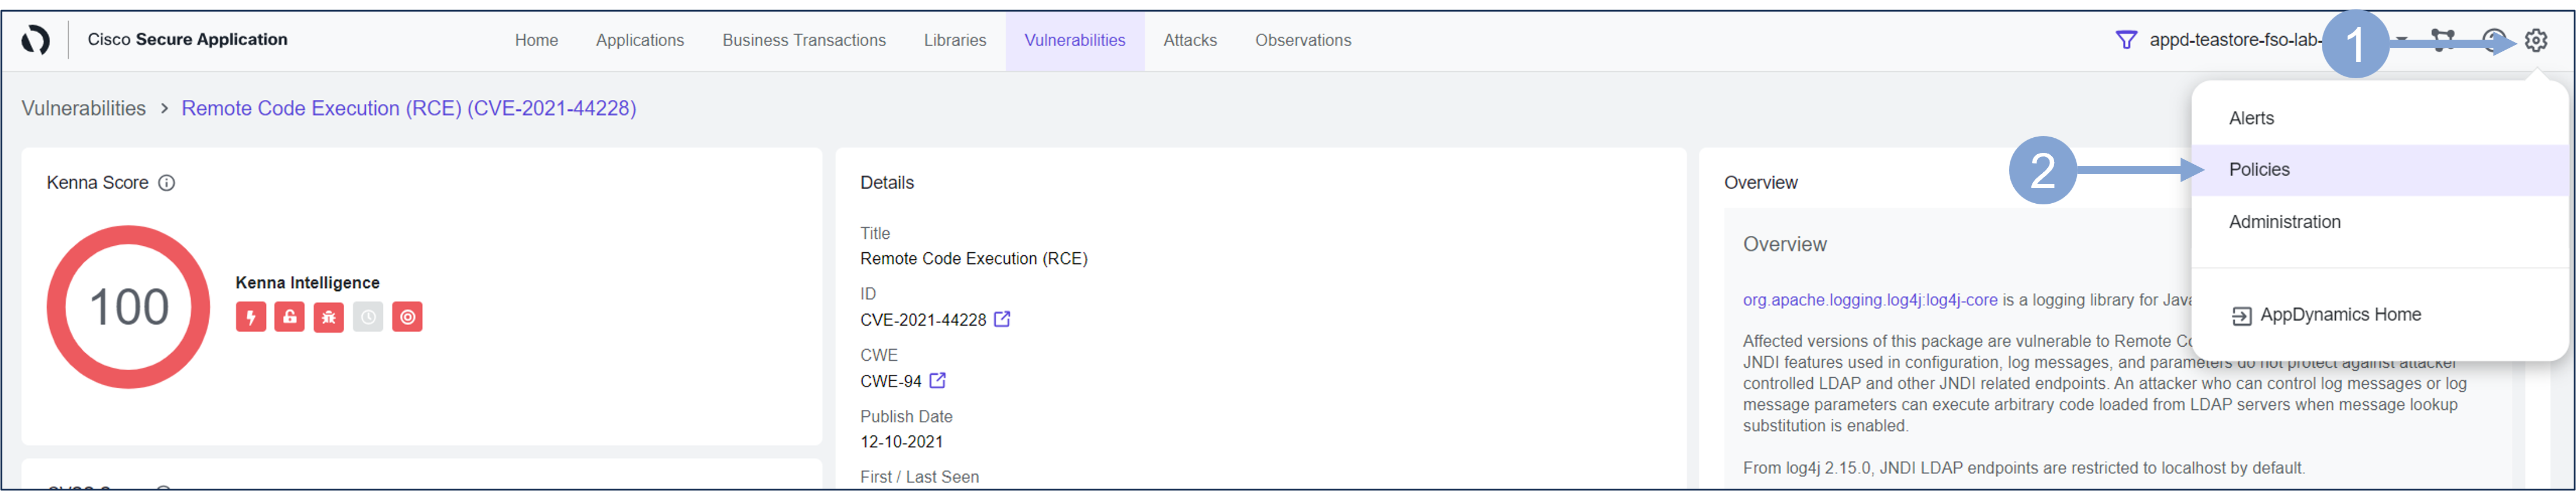 Cisco Secure Application
Home
Applications
Business Transactions
Libraries
Vulnerabilities
Attacks
Observations
appd-teastore-fso-lab-
1
Vulnerabilities > Remote Code Execution (RCE) (CVE-2021-44228)
Alerts
2
Policies
Administration
AppDynamics Home
Kenna Score
100
Kenna Intelligence
Details
Title
Remote Code Execution (RCE)
ID
CVE-2021-44228
CWE
CWE-94
Publish Date
12-10-2021
First / Last Seen
Overview
Overview
org.apache.logging.log4j:log4j-core is a logging library for Java
Affected versions of this package are vulnerable to Remote Co
JNDI features used in configuration, log messages, and parameters do not protect against attacker
controlled LDAP and other JNDI related endpoints. An attacker who can control log messages or log
message parameters can execute arbitrary code loaded from LDAP servers when message lookup
substitution is enabled.
From log4j 2.15.0, JNDI LDAP endpoints are restricted to localhost by default.